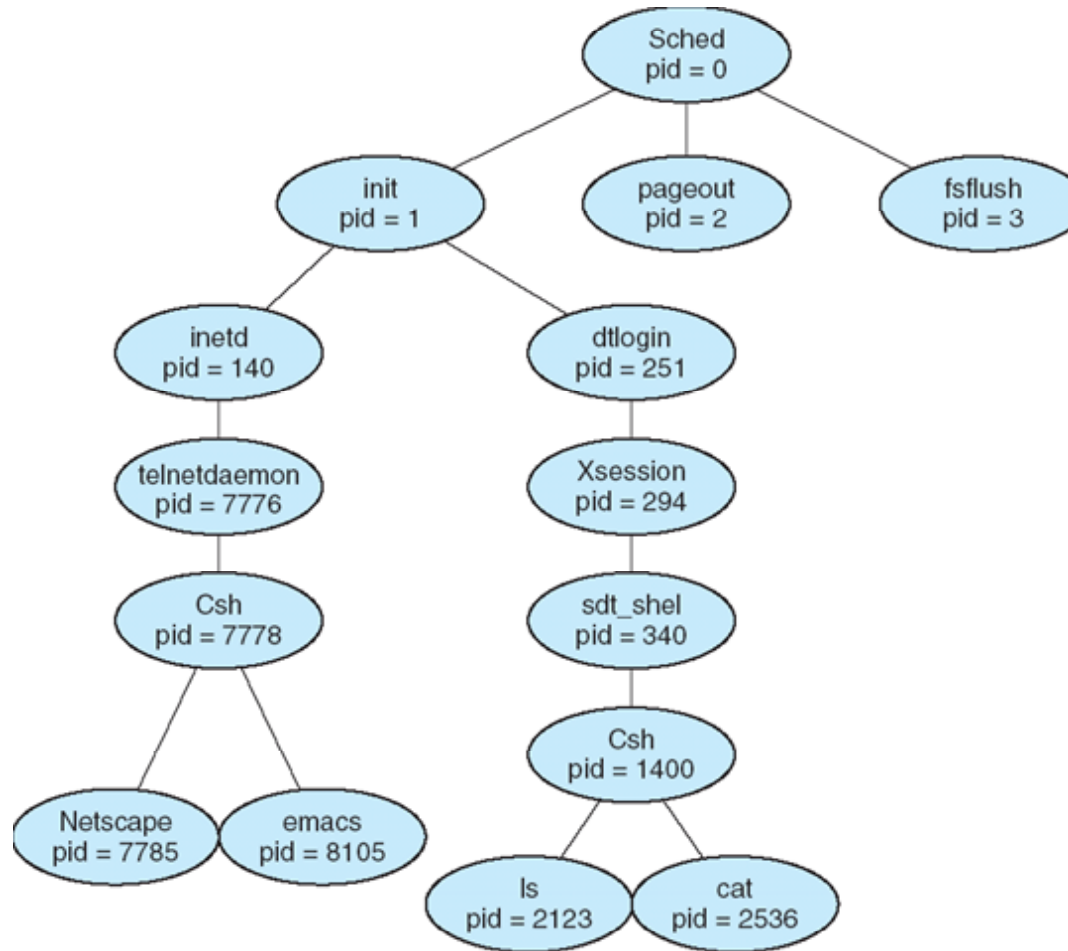 Sched
pid = 0
init
pid = 1
pageout
pid = 2
fsflush
pid = 3
inetd
pid = 140
dtlogin
pid = 251
telnetdaemon
pid = 7776
Xsession
pid = 294
Csh
pid = 7778
sdt_shel
pid = 340
Csh
pid = 1400
Netscape
pid = 7785
emacs
pid = 8105
ls
pid = 2123
cat
pid = 2536